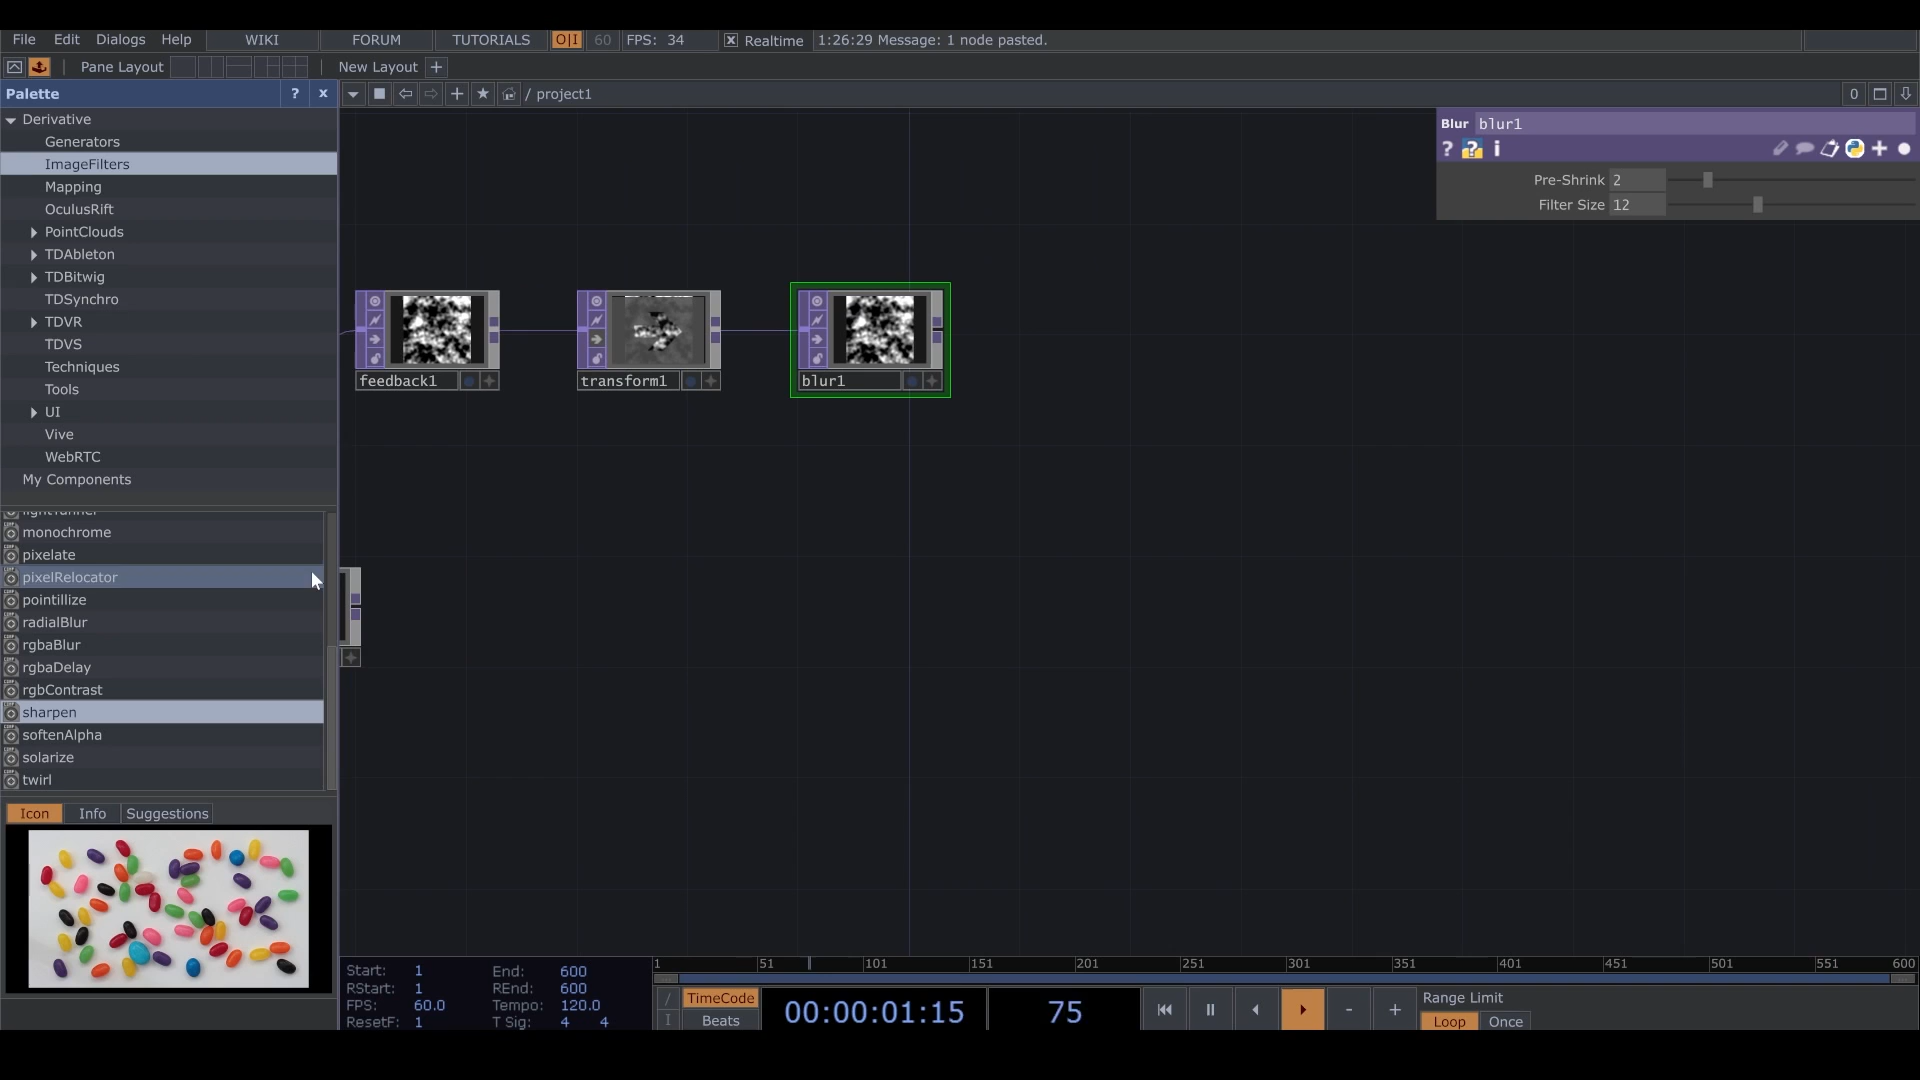 File Edit Dialogs Help WIKI FORUM TUTORIALS O|I 60 FPS: 34 Realtime 1:26:29 Message: 1 node pasted.
Pane Layout New Layout +
Palette ? x / project1 0
Derivative
Generators
ImageFilters
Mapping
OculusRift
PointClouds
TDAbleton
TDBitwig
TDSynchro
TDVR
TDVS
Techniques
Tools
UI
Vive
WebRTC
My Components
monochrome
pixelate
pixelRelocator
pointillize
radialBlur
rgbaBlur
rgbaDelay
rgbContrast
sharpen
softenAlpha
solarize
twirl
Icon Info Suggestions
feedback1
transform1
blur1
Blur blur1
? ? i
Pre-Shrink 2
Filter Size 12
1 51 101 151 201 251 301 351 401 451 501 551 600
Start: 1 End: 600
RStart: 1 REnd: 600
FPS: 60.0 Tempo: 120.0
ResetF: 1 T Sig: 4 4
/ TimeCode
I Beats
00:00:01:15 75
- +
Range Limit
Loop Once